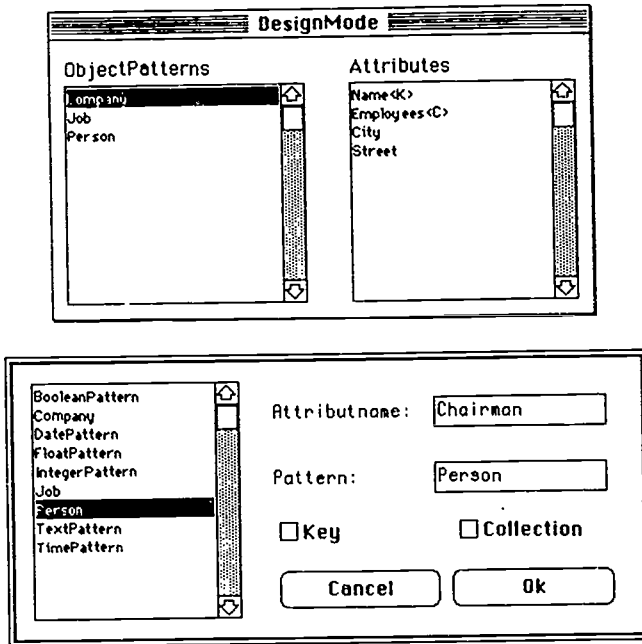 DesignMode
ObjectPatterns
Company
Job
Person
Attributes
Name<K>
Employees<C>
City
Street
BooleanPattern
Company
DatePattern
FloatPattern
IntegerPattern
Job
Person
TextPattern
TimePattern
Attributname: Chairman
Pattern: Person
Key Collection
Cancel Ok